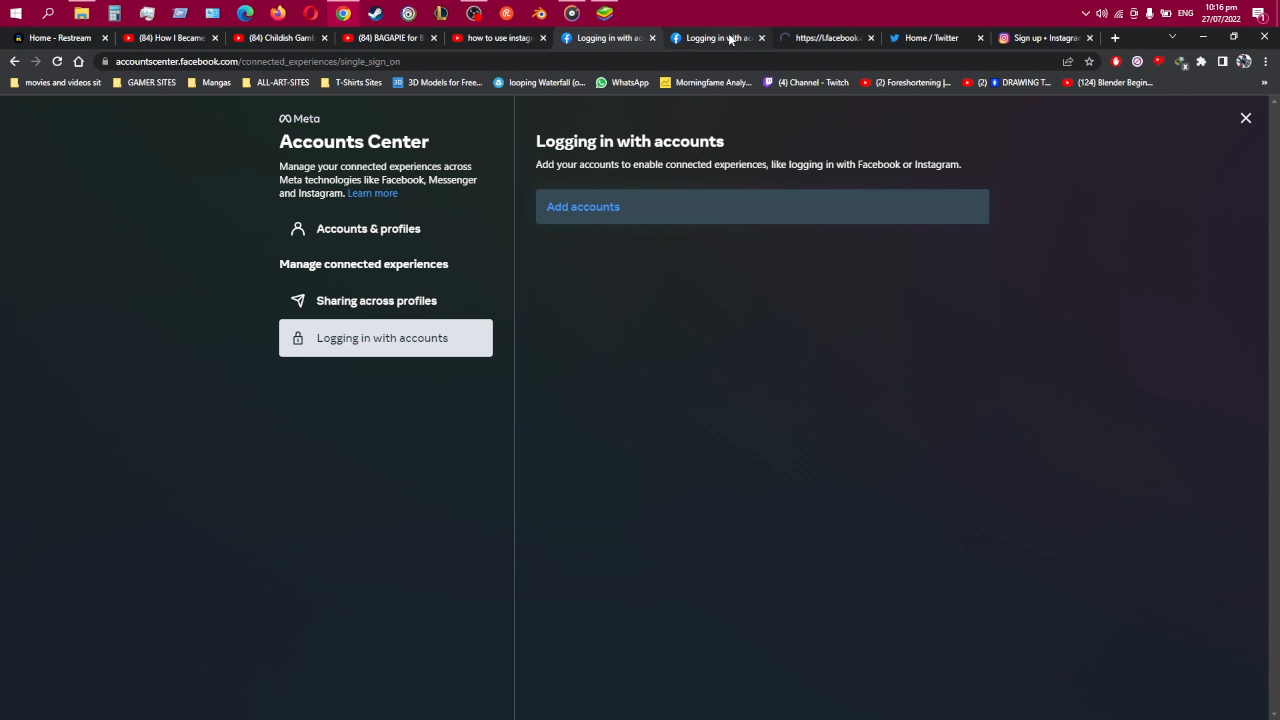 ENG
10:16 pm
27/07/2022
1
Home - Restream
(84) How I Became
(84) Childish Gamb
(84) BAGAPIE for B
how to use instagr
Logging in with ac
Logging in with ac
https://l.facebook.
Home / Twitter
Sign up • Instagram
accountscenter.facebook.com/connected_experiences/single_sign_on
movies and videos sit
GAMER SITES
Mangas
ALL-ART-SITES
T-Shirts Sites
3D Models for Free...
looping Waterfall (o...
WhatsApp
Morningfame Analy...
(4) Channel - Twitch
(2) Foreshortening |...
(2) DRAWING T...
(124) Blender Begin...
Meta
Accounts Center
Manage your connected experiences across
Meta technologies like Facebook, Messenger
and Instagram. Learn more
Accounts & profiles
Manage connected experiences
Sharing across profiles
Logging in with accounts
Logging in with accounts
Add your accounts to enable connected experiences, like logging in with Facebook or Instagram.
Add accounts